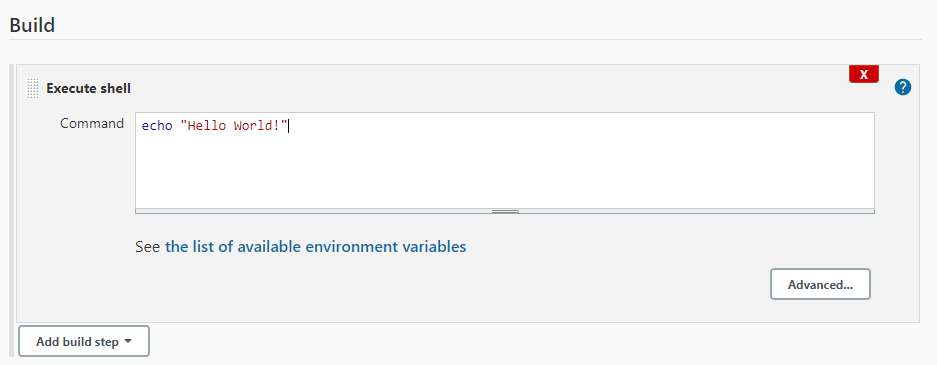 Build
X
Execute shell
?
Command
echo "Hello World!"
See the list of available environment variables
Advanced...
Add build step